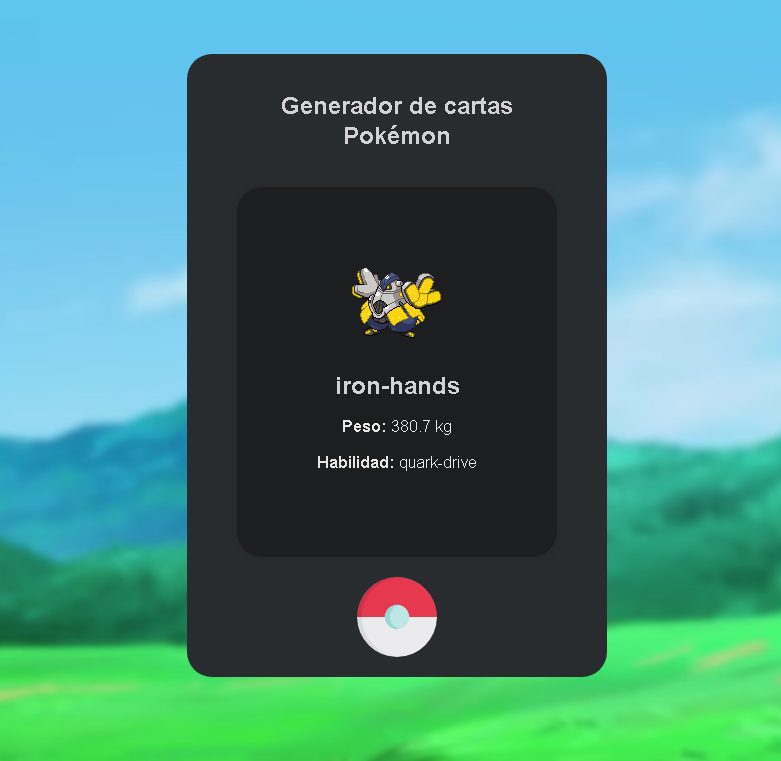 Generador de cartas
Pokémon
iron-hands
Peso: 380.7 kg
Habilidad: quark-drive